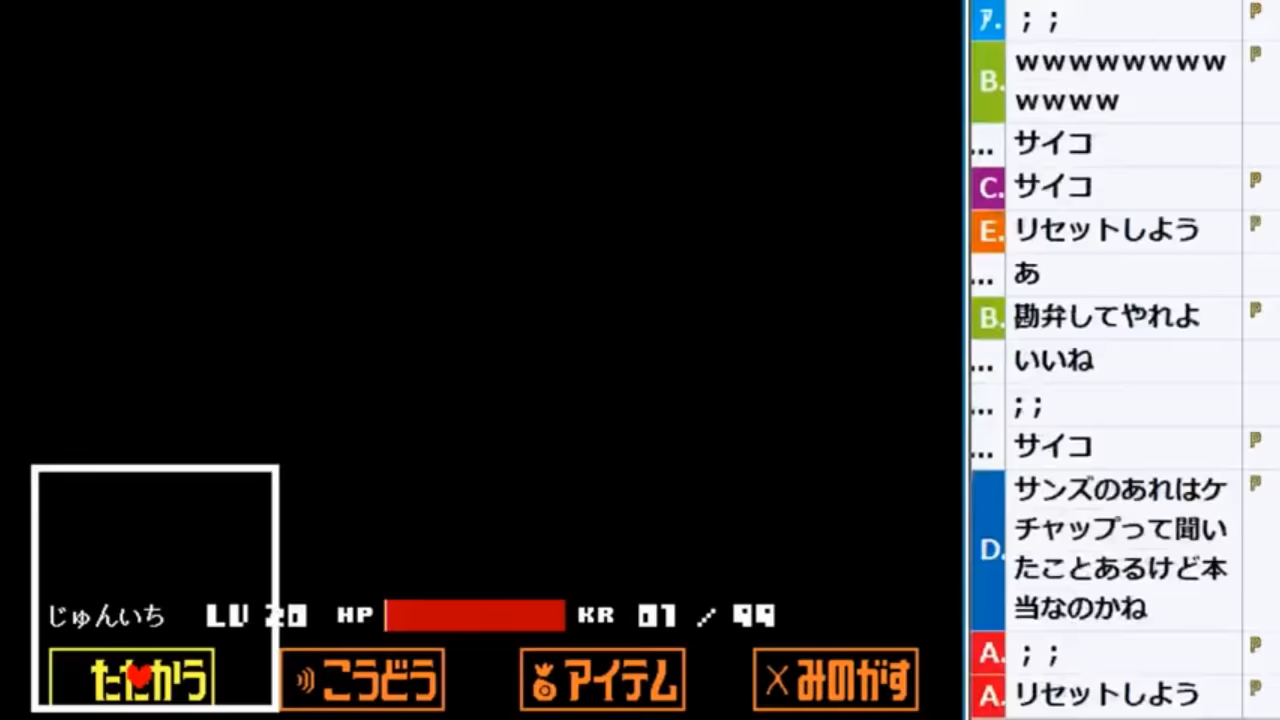 じゅんいち LV 20 HP KR 01 / 99
たたかう こうどう アイテム みのがす
ア. ；； P
B. wwwwwwww P
wwww
... サイコ
C. サイコ P
E. リセットしよう P
... あ
B. 勘弁してやれよ P
... いいね
... ; ;
... サイコ P
D. サンズのあれはケ P
チャップって聞い
たことあるけど本
当なのかね
A. ；； P
A. リセットしよう P